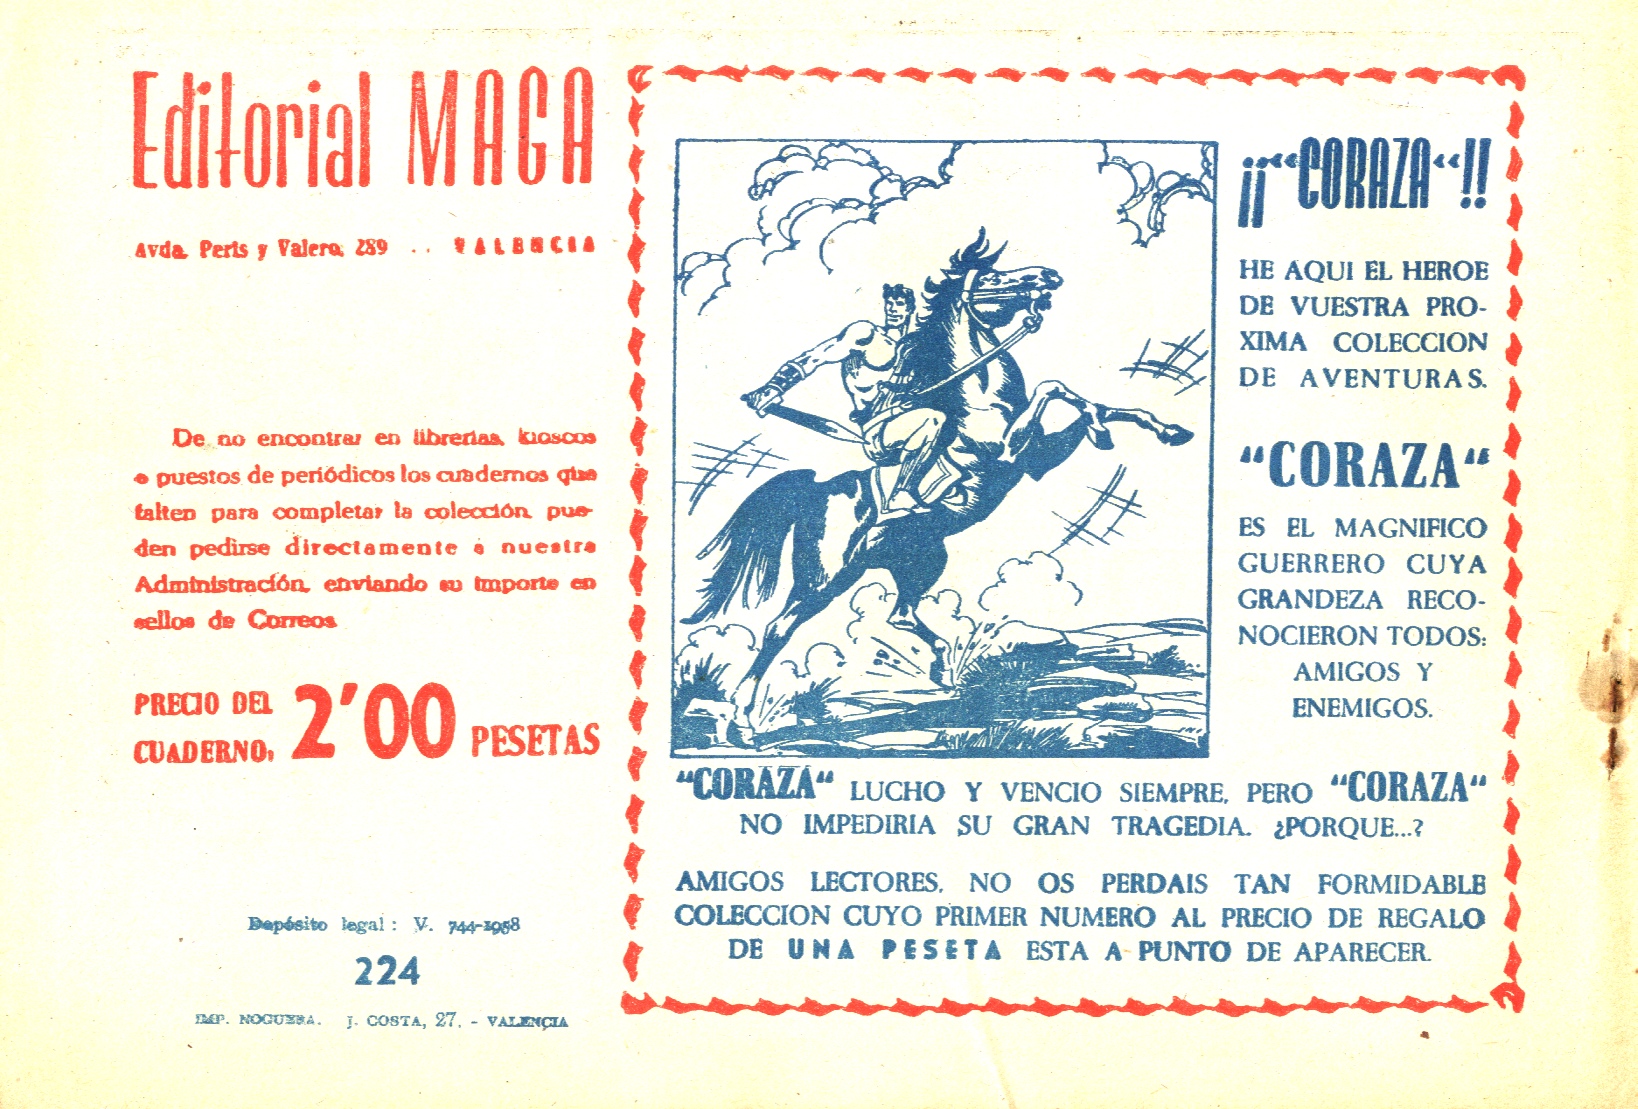 Editorial MAGA
Avda. Peris y Valero, 289 .. VALENCIA
De no encontrar en librerías, kioscos
o puestos de periódicos los cuadernos que
falten para completar la colección, pue-
den pedirse directamente a nuestra
Administración, enviando su importe en
sellos de Correos
PRECIO DEL
CUADERNO, 2'00 PESETAS
Depósito legal: V. 744-1958
224
IMP. NOGUERA. J. COSTA, 27. - VALENCIA
¡¡“CORAZA“!!
HE AQUI EL HEROE
DE VUESTRA PRO-
XIMA COLECCION
DE AVENTURAS.
“CORAZA“
ES EL MAGNIFICO
GUERRERO CUYA
GRANDEZA RECO-
NOCIERON TODOS:
AMIGOS Y
ENEMIGOS.
“CORAZA“ LUCHO Y VENCIO SIEMPRE, PERO “CORAZA“
NO IMPEDIRIA SU GRAN TRAGEDIA. ¿PORQUE...?
AMIGOS LECTORES, NO OS PERDAIS TAN FORMIDABLE
COLECCION CUYO PRIMER NUMERO AL PRECIO DE REGALO
DE UNA PESETA ESTA A PUNTO DE APARECER.